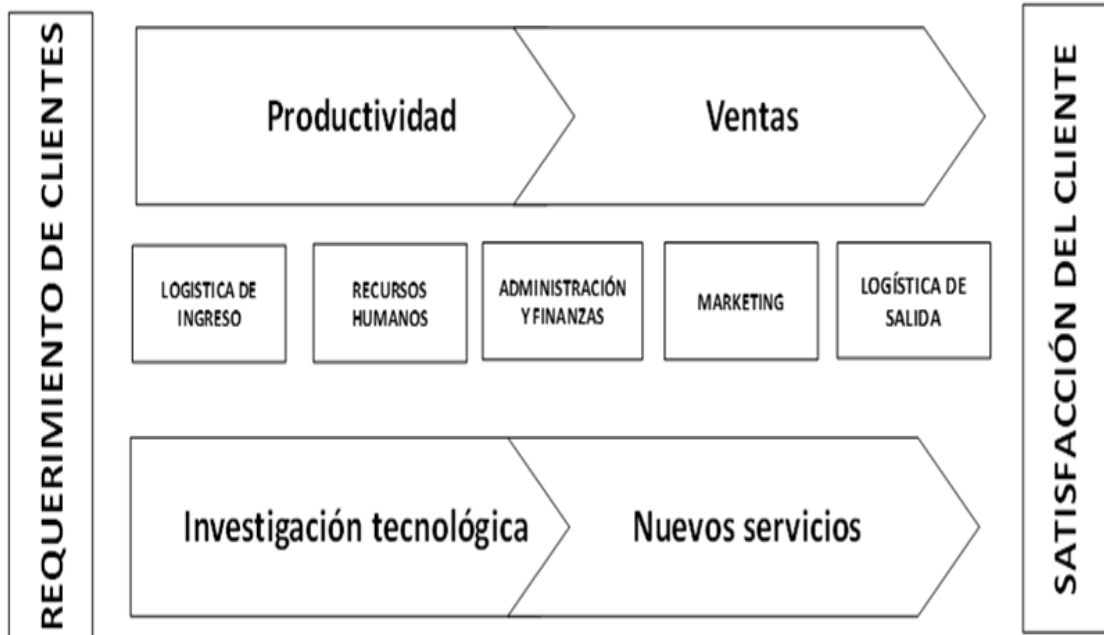 REQUERIMIENTO DE CLIENTES
Productividad
Ventas
LOGISTICA DE
INGRESO
RECURSOS
HUMANOS
ADMINISTRACIÓN
Y FINANZAS
MARKETING
LOGÍSTICA DE
SALIDA
Investigación tecnológica
Nuevos servicios
SATISFACCIÓN DEL CLIENTE